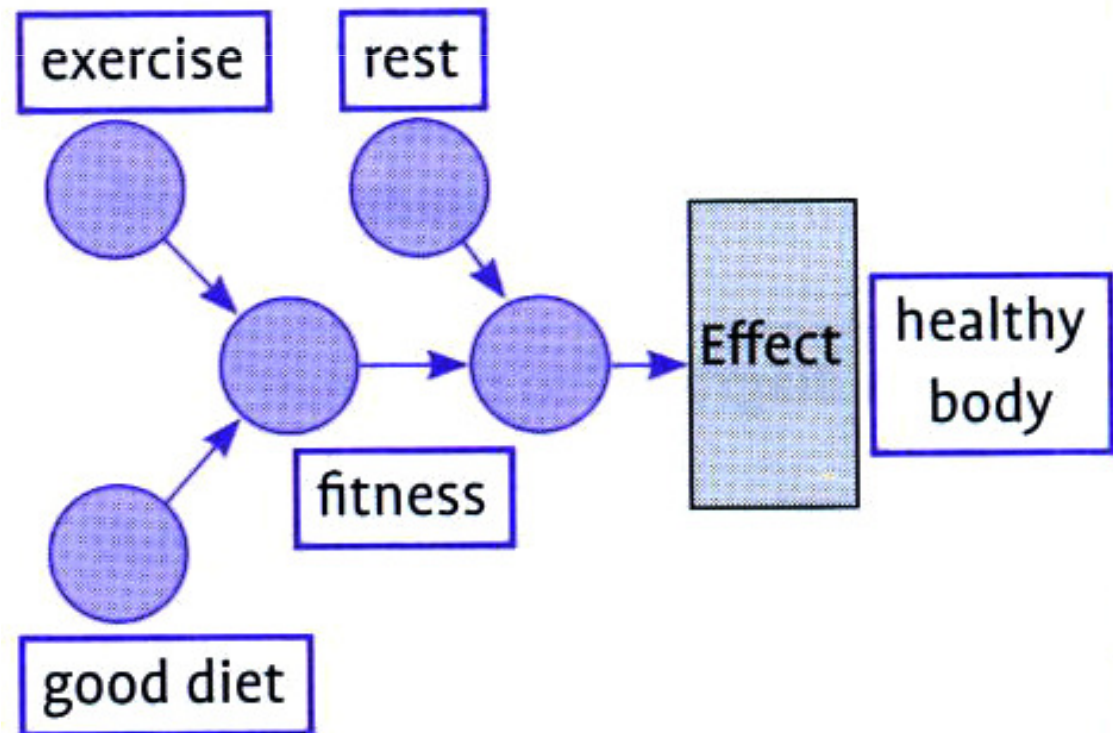 exercise
rest
Effect
healthy
body
fitness
good diet